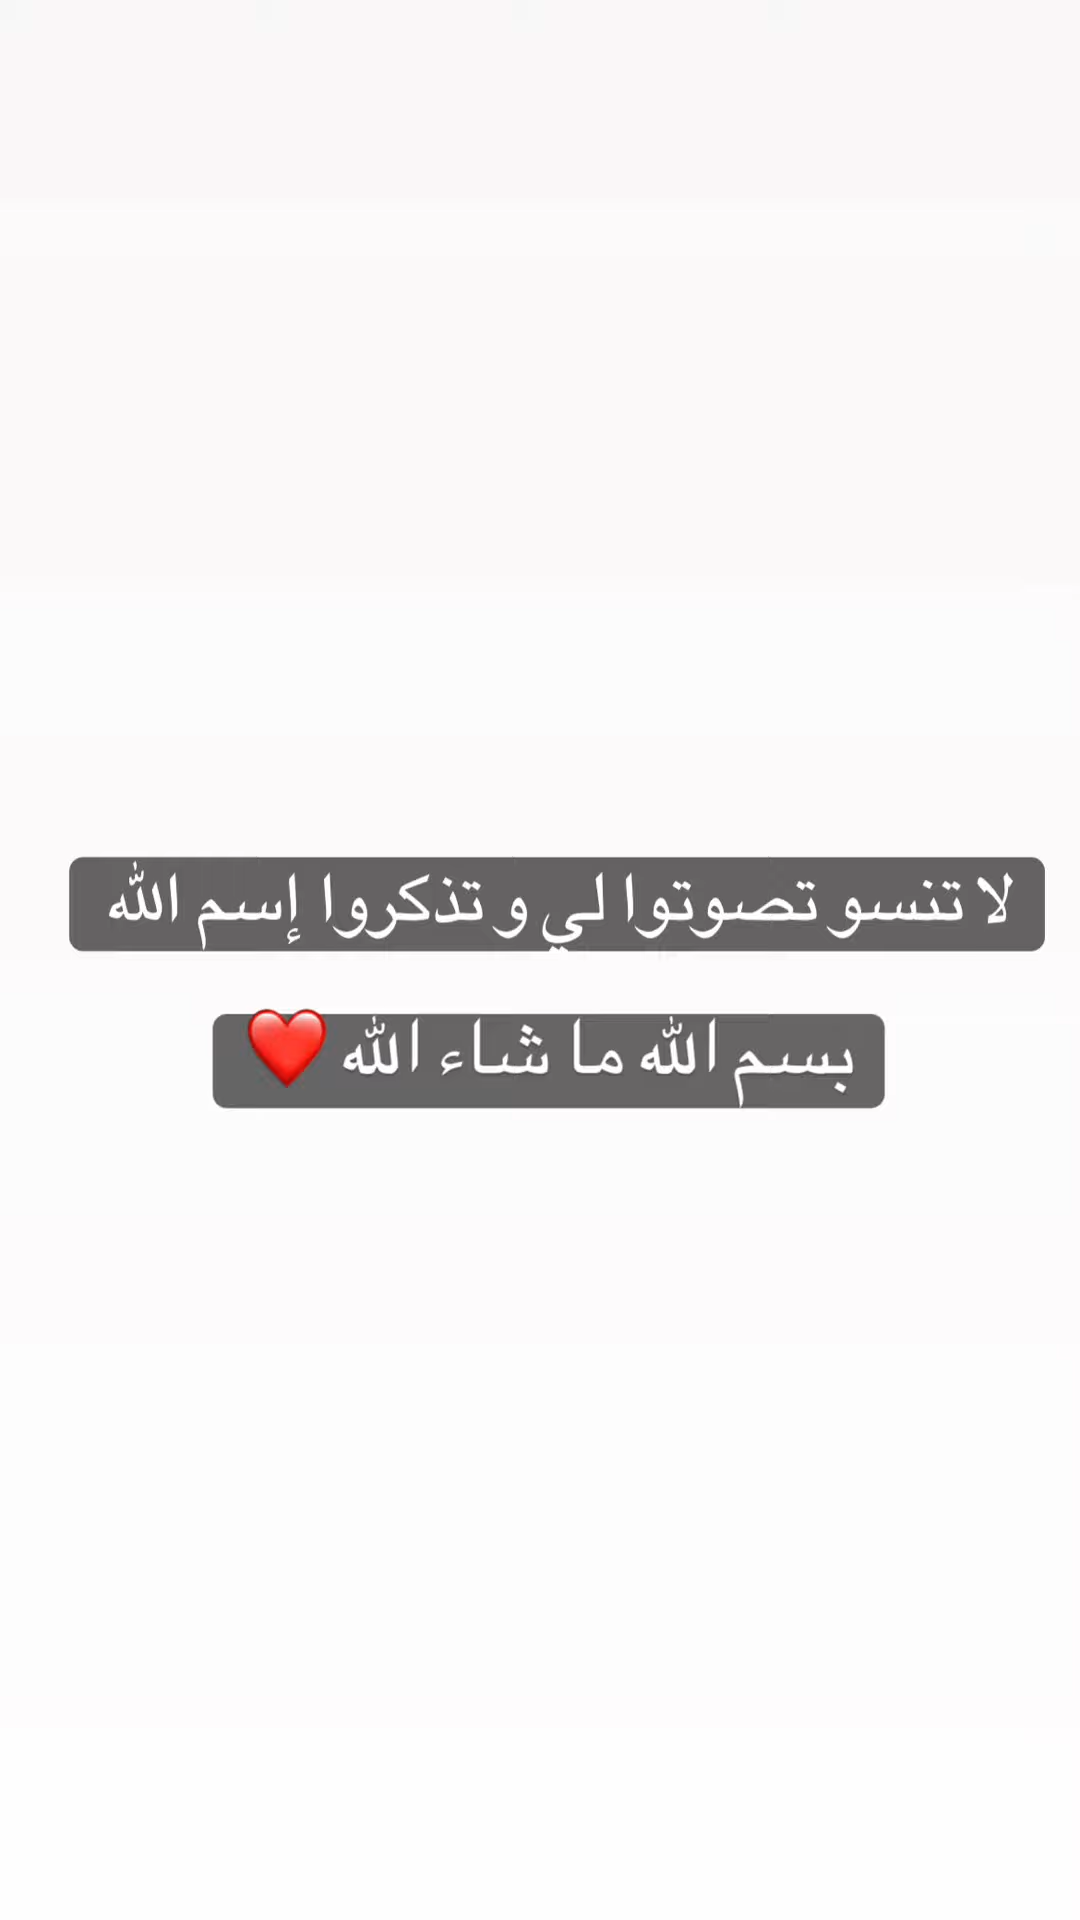 لا تنسو تصوتوا لي و تذكروا إسم الله
بسم الله ما شاء الله ❤️